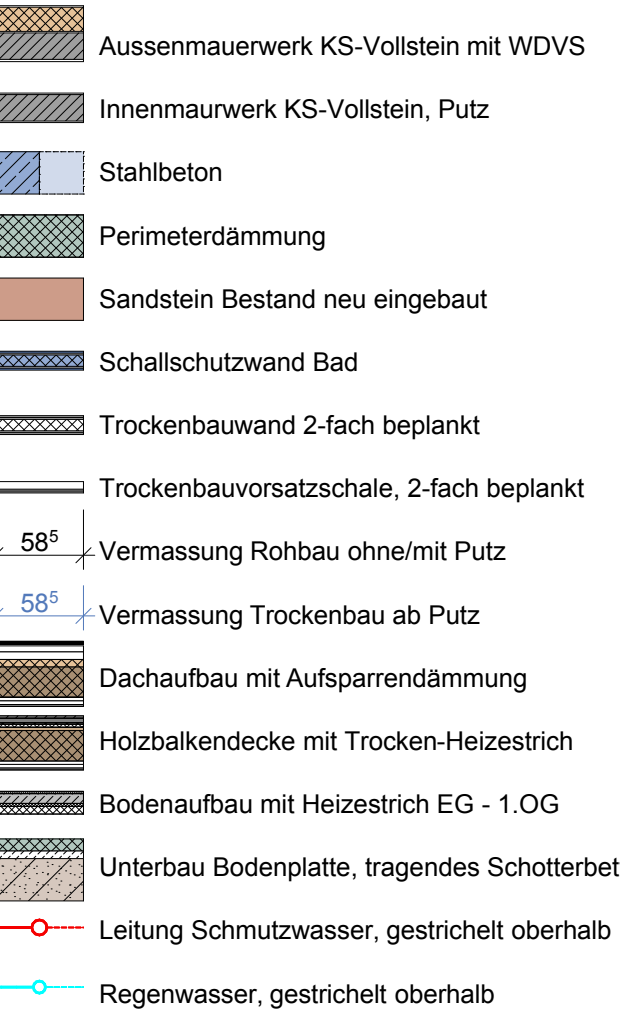 Aussenmauerwerk KS-Vollstein mit WDVS
Innenmaurwerk KS-Vollstein, Putz
Stahlbeton
Perimeterdämmung
Sandstein Bestand neu eingebaut
Schallschutzwand Bad
Trockenbauwand 2-fach beplankt
Trockenbauvorsatzschale, 2-fach beplankt
58⁵ Vermassung Rohbau ohne/mit Putz
58⁵ Vermassung Trockenbau ab Putz
Dachaufbau mit Aufsparrendämmung
Holzbalkendecke mit Trocken-Heizestrich
Bodenaufbau mit Heizestrich EG - 1.OG
Unterbau Bodenplatte, tragendes Schotterbet
Leitung Schmutzwasser, gestrichelt oberhalb
Regenwasser, gestrichelt oberhalb